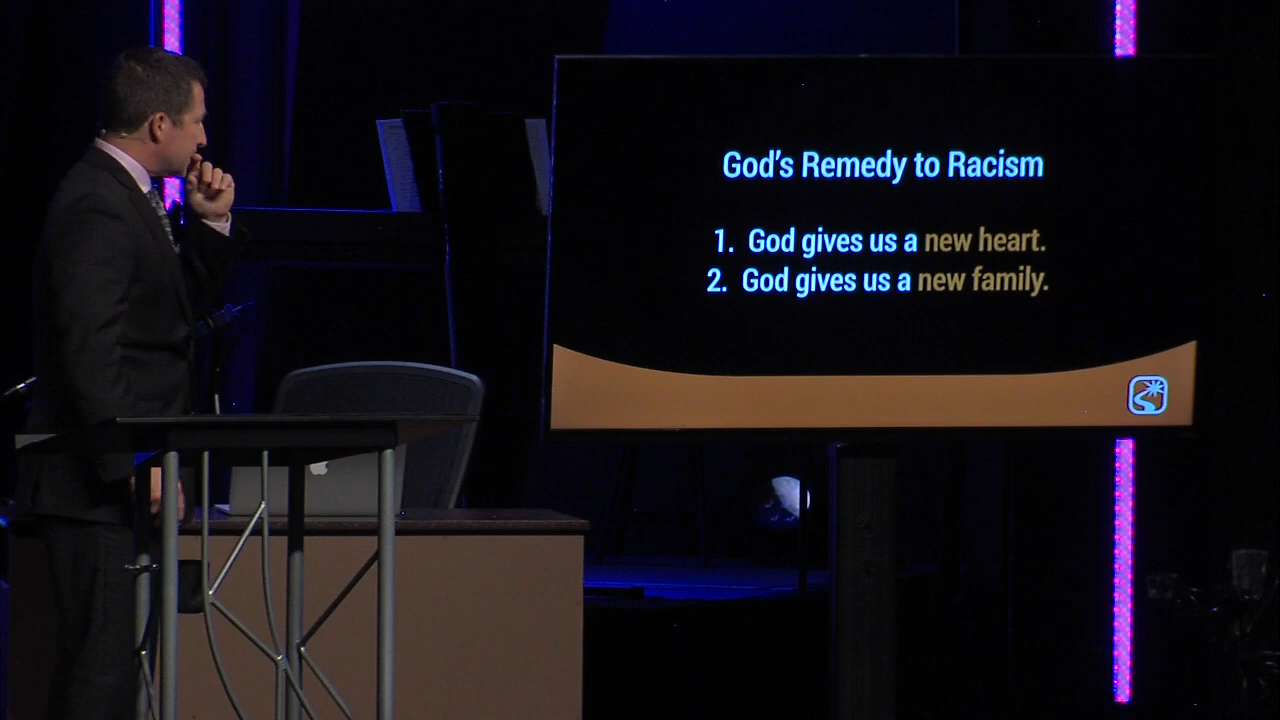 God's Remedy to Racism
1. God gives us a new heart.
2. God gives us a new family.